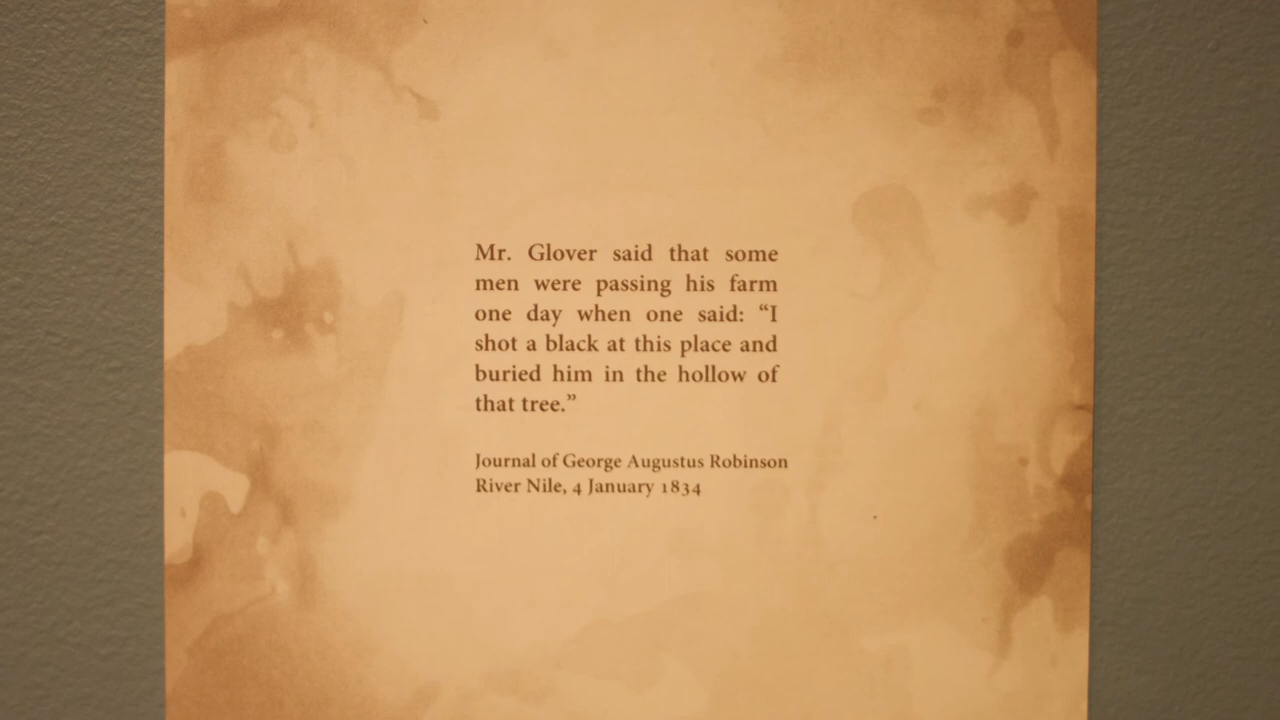 Mr. Glover said that some
men were passing his farm
one day when one said: “I
shot a black at this place and
buried him in the hollow of
that tree.”
Journal of George Augustus Robinson
River Nile, 4 January 1834